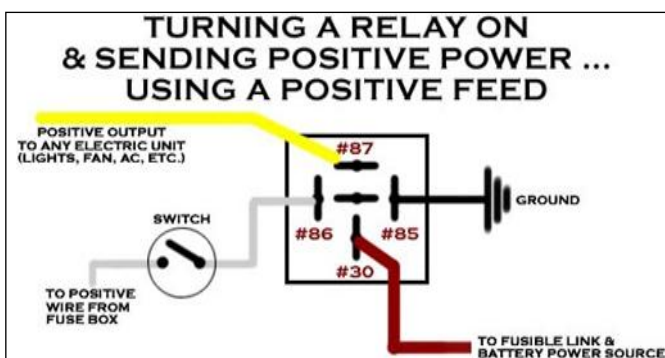 TURNING A RELAY ON
& SENDING POSITIVE POWER ...
USING A POSITIVE FEED
POSITIVE OUTPUT
TO ANY ELECTRIC UNIT
(LIGHTS, FAN, AC, ETC.)
#87
SWITCH
#86
#85
GROUND
#30
TO POSITIVE
WIRE FROM
FUSE BOX
TO FUSIBLE LINK &
BATTERY POWER SOURCE